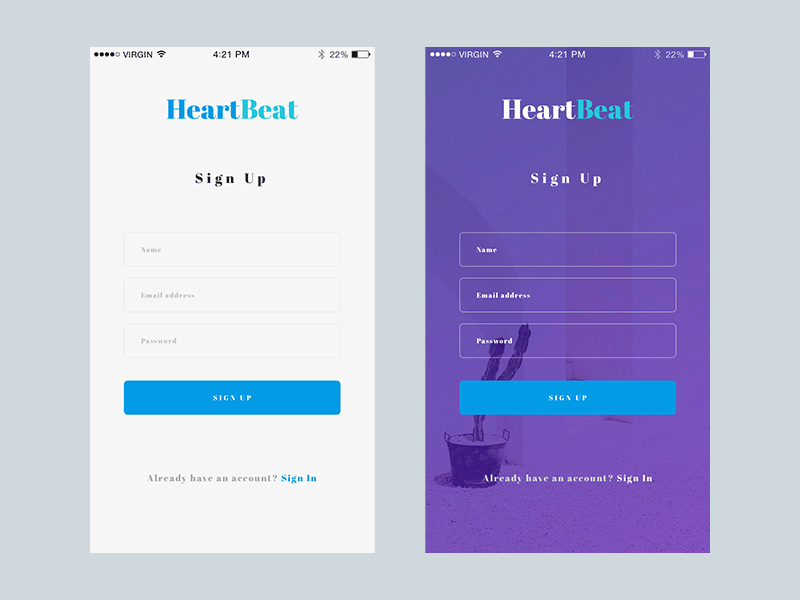 VIRGIN 4:21 PM 22%
HeartBeat
Sign Up
Name
Email address
Password
SIGN UP
Already have an account? Sign In
VIRGIN 4:21 PM 22%
HeartBeat
Sign Up
Name
Email address
Password
SIGN UP
Already have an account? Sign In